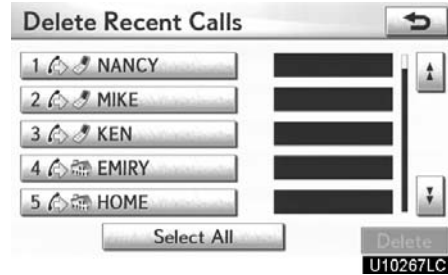 Delete Recent Calls
1 NANCY
2 MIKE
3 KEN
4 EMIRY
5 HOME
Select All
Delete
U10267LC